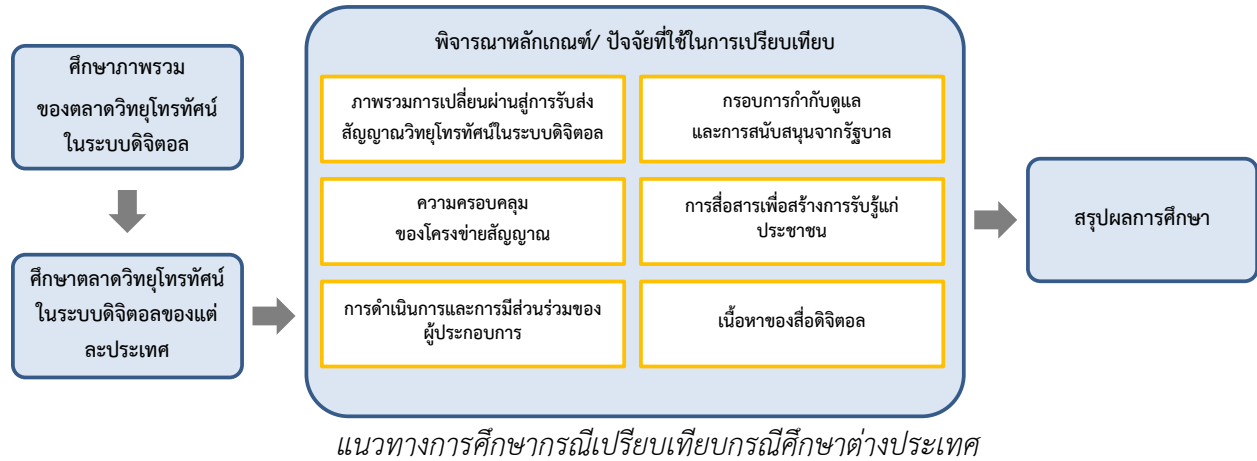 ศึกษาภาพรวม
ของตลาดวิทยุโทรทัศน์
ในระบบดิจิตอล
ศึกษาตลาดวิทยุโทรทัศน์
ในระบบดิจิตอลของแต่
ละประเทศ
พิจารณาหลักเกณฑ์/ ปัจจัยที่ใช้ในการเปรียบเทียบ
ภาพรวมการเปลี่ยนผ่านสู่การรับส่ง
สัญญาณวิทยุโทรทัศน์ในระบบดิจิตอล
กรอบการกำกับดูแล
และการสนับสนุนจากรัฐบาล
ความครอบคลุม
ของโครงข่ายสัญญาณ
การสื่อสารเพื่อสร้างการรับรู้แก่
ประชาชน
การดำเนินการและการมีส่วนร่วมของ
ผู้ประกอบการ
เนื้อหาของสื่อดิจิตอล
สรุปผลการศึกษา
แนวทางการศึกษากรณีเปรียบเทียบกรณีศึกษาต่างประเทศ